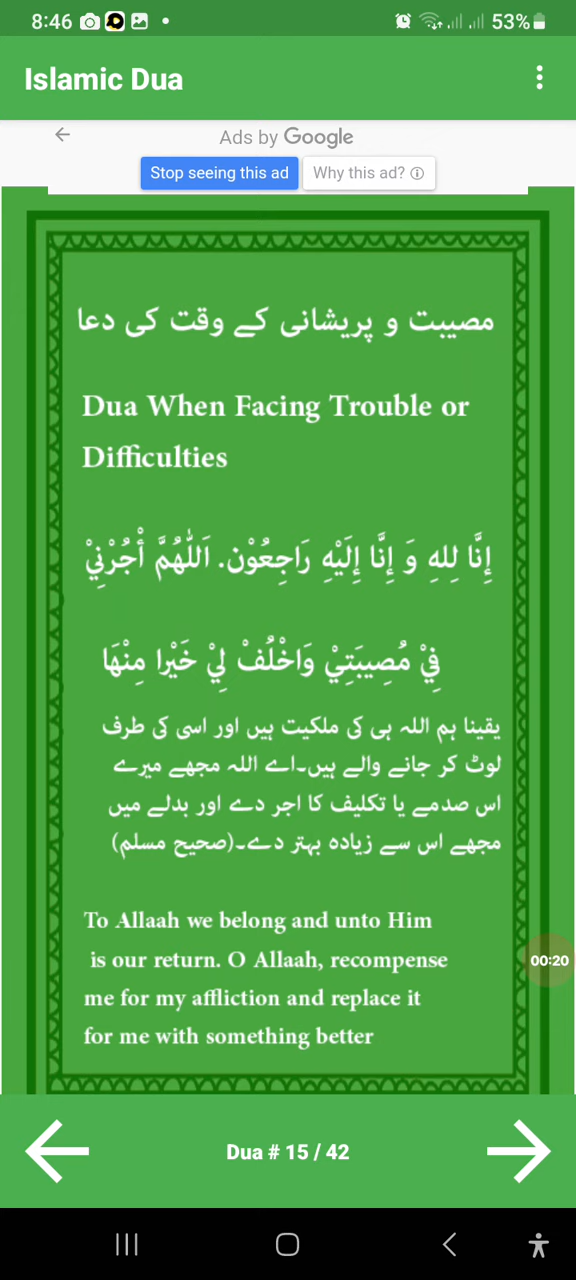 8:46
53%
Islamic Dua
Ads by Google
Stop seeing this ad
Why this ad?
مصیبت و پریشانی کے وقت کی دعا
Dua When Facing Trouble or
Difficulties
إِنَّا لِلهِ وَ إِنَّا إِلَيْهِ رَاجِعُوْن. اَللّٰهُمَّ أْجُرْنِيْ
فِيْ مُصِيبَتِيْ وَاخْلُفْ لِيْ خَيْرا مِنْهَا
یقینا ہم اللہ ہی کی ملکیت ہیں اور اسی کی طرف
لوٹ کر جانے والے ہیں۔اے اللہ مجھے میرے
اس صدمے یا تکلیف کا اجر دے اور بدلے میں
مجھے اس سے زیادہ بہتر دے۔(صحیح مسلم)
To Allaah we belong and unto Him
is our return. O Allaah, recompense
me for my affliction and replace it
for me with something better
00:20
Dua # 15 / 42